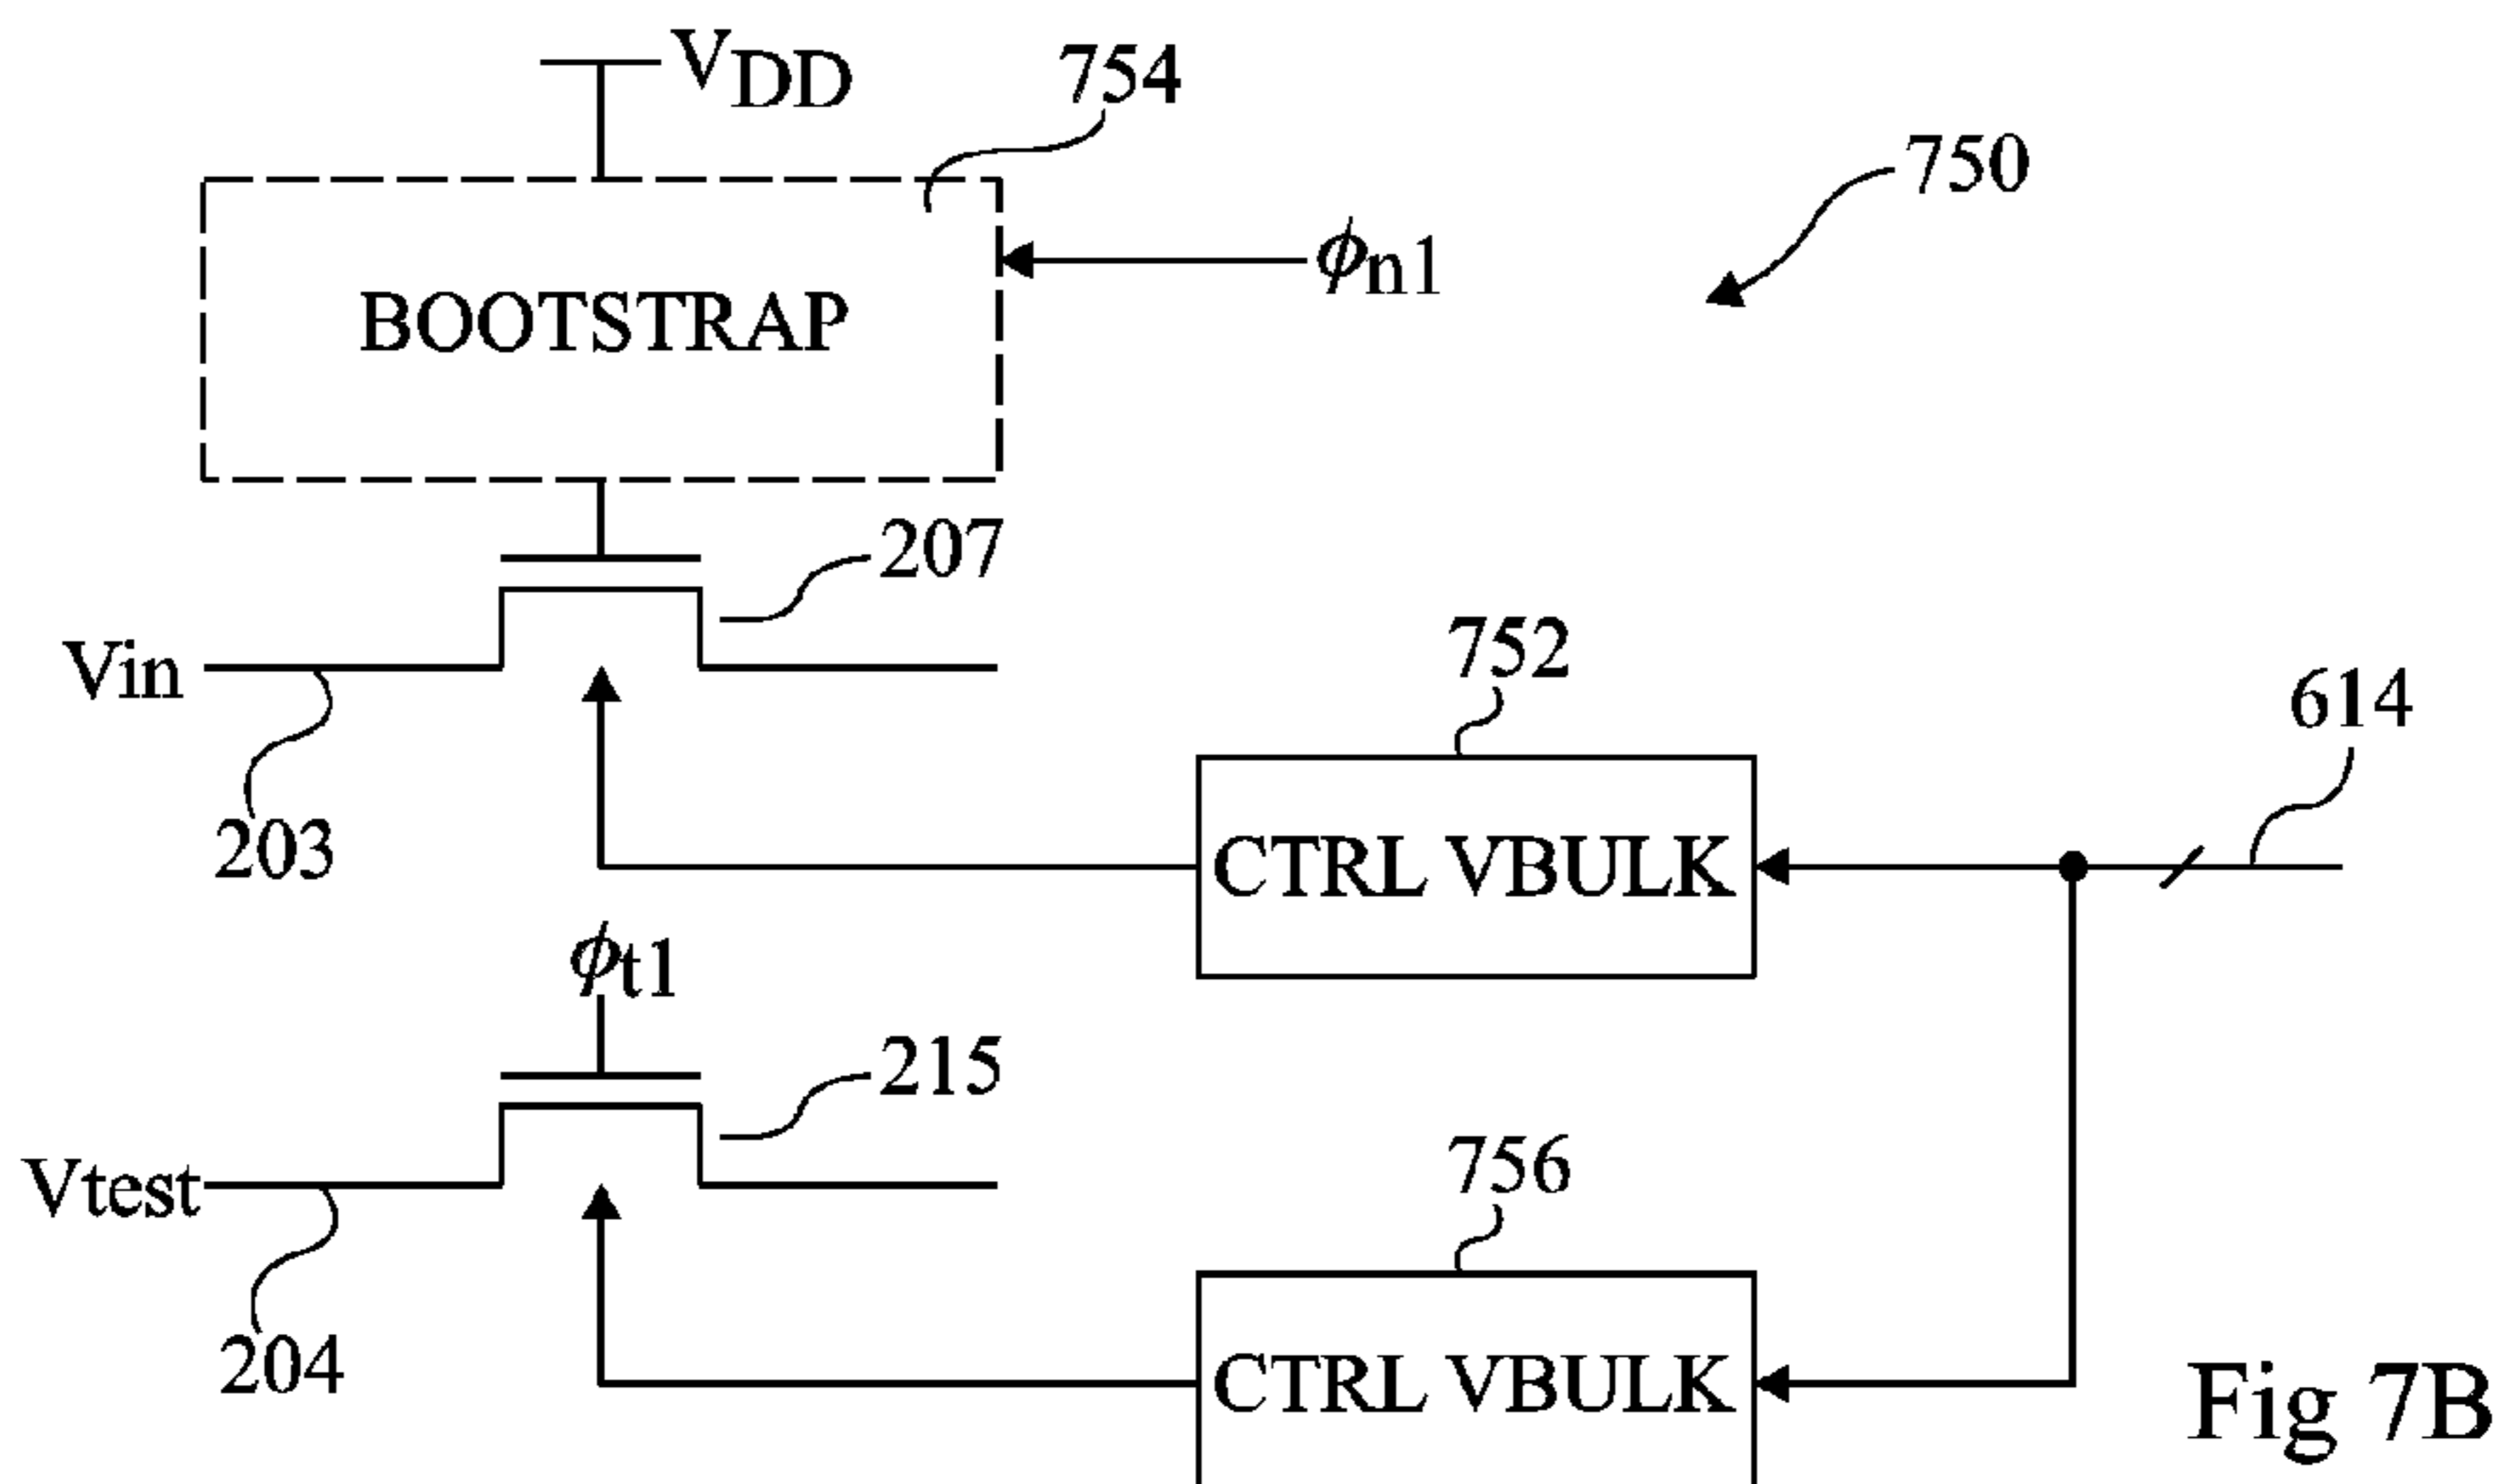 VDD
754
750
BOOTSTRAP
ϕn1
207
Vin
752
614
203
CTRL VBULK
ϕt1
215
Vtest
756
204
CTRL VBULK
Fig 7B